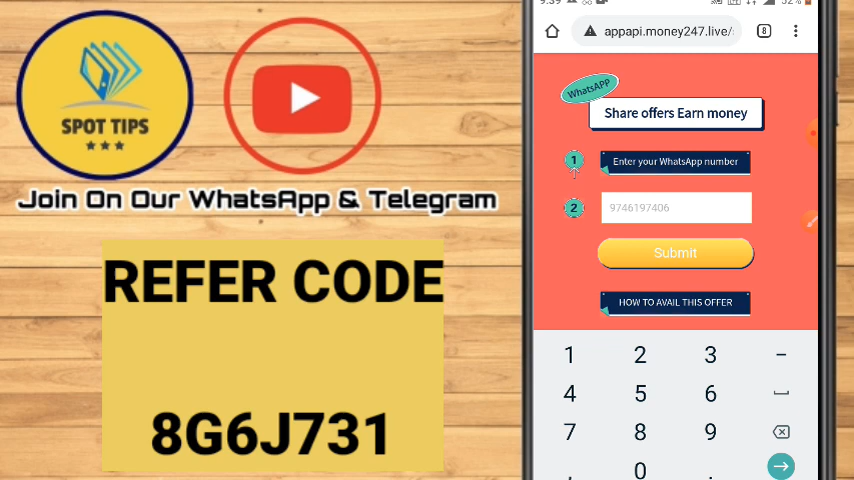 SPOT TIPS
Join On Our WhatsApp & Telegram
REFER CODE
8G6J731
appapi.money247.live/
8
WhatsAPP
Share offers Earn money
1
Enter your WhatsApp number
2
9746197406
Submit
HOW TO AVAIL THIS OFFER
1 2 3 -
4 5 6
7 8 9
, 0 .